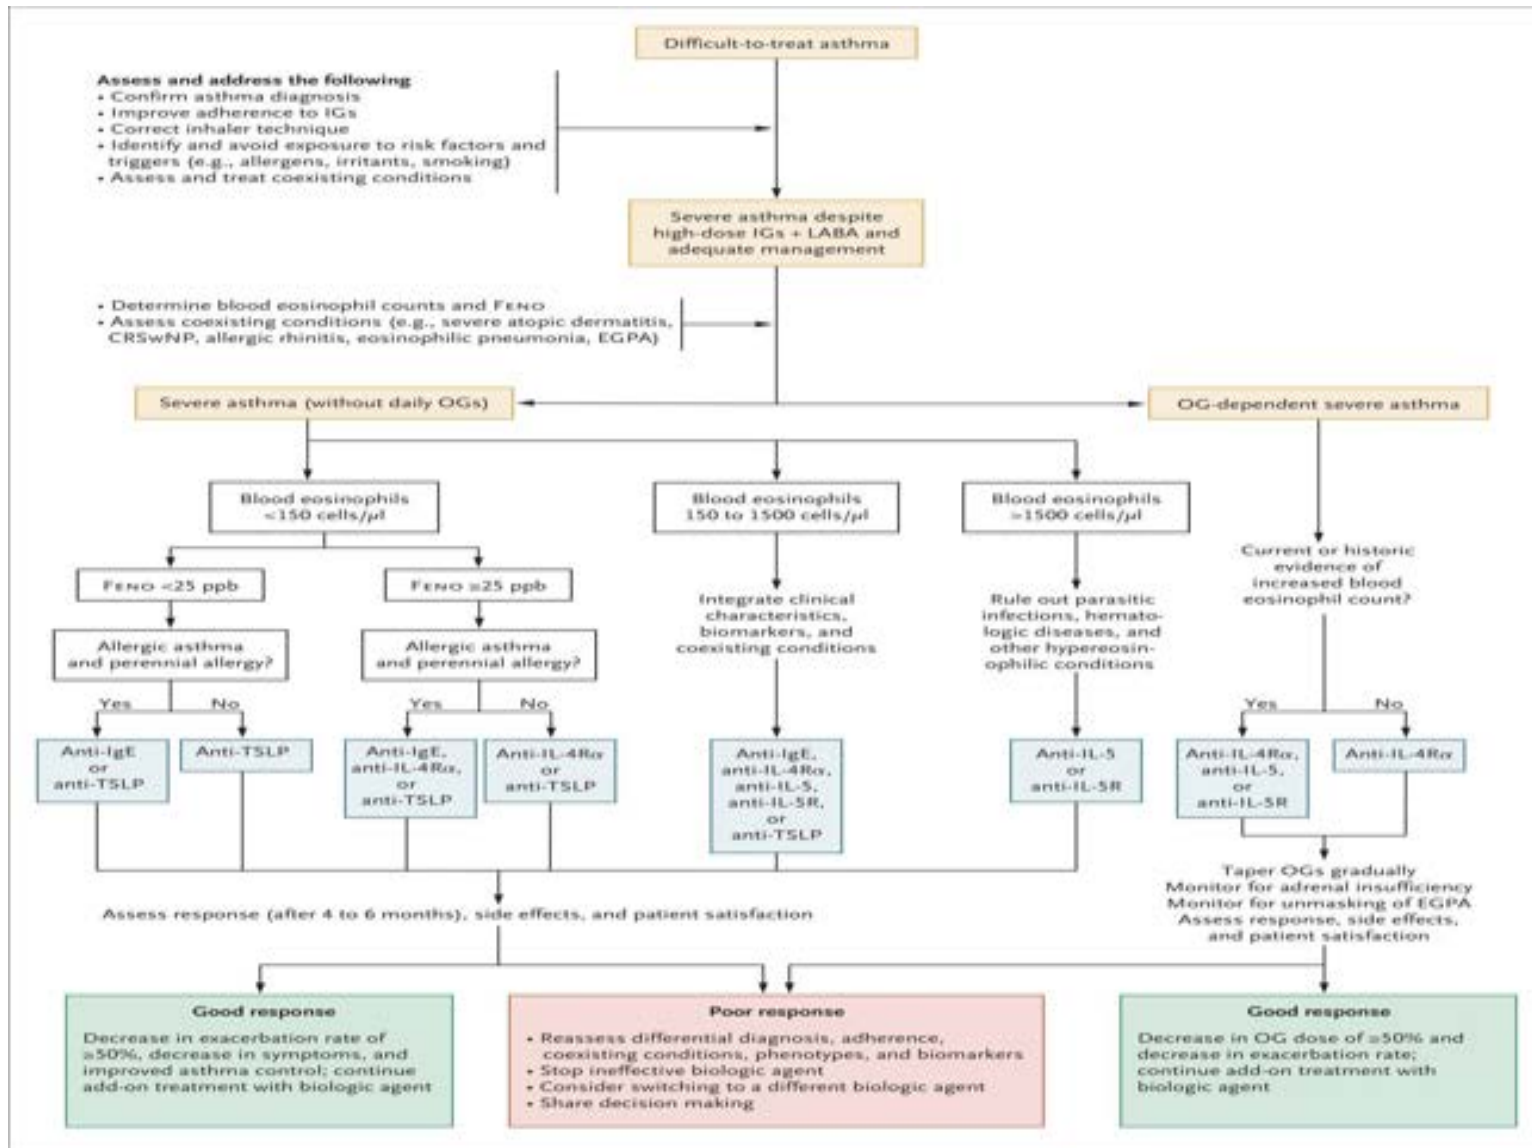 Difficult-to-treat asthma
Assess and address the following
• Confirm asthma diagnosis
• Improve adherence to IGs
• Correct inhaler technique
• Identify and avoid exposure to risk factors and
triggers (e.g., allergens, irritants, smoking)
• Assess and treat coexisting conditions
Severe asthma despite
high-dose IGs + LABA and
adequate management
• Determine blood eosinophil counts and FENO
• Assess coexisting conditions (e.g., severe atopic dermatitis,
CRSwNP, allergic rhinitis, eosinophilic pneumonia, EGPA)
Severe asthma (without daily OGs)
OG-dependent severe asthma
Blood eosinophils
<150 cells/µl
Blood eosinophils
150 to 1500 cells/µl
Blood eosinophils
≥1500 cells/µl
FENO <25 ppb
FENO ≥25 ppb
Allergic asthma
and perennial allergy?
Allergic asthma
and perennial allergy?
Integrate clinical
characteristics,
biomarkers, and
coexisting conditions
Rule out parasitic
infections, hemato-
logic diseases, and
other hypereosin-
ophilic conditions
Current or historic
evidence of
increased blood
eosinophil count?
Yes
No
Yes
No
Yes
No
Anti-IgE
or
anti-TSLP
Anti-TSLP
Anti-IgE,
anti-IL-4Rα,
or
anti-TSLP
Anti-IL-4Rα
or
anti-TSLP
Anti-IgE,
anti-IL-4Rα,
anti-IL-5,
anti-IL-5R,
or
anti-TSLP
Anti-IL-5
or
anti-IL-5R
Anti-IL-4Rα,
anti-IL-5,
or
anti-IL-5R
Anti-IL-4Rα
Assess response (after 4 to 6 months), side effects, and patient satisfaction
Taper OGs gradually
Monitor for adrenal insufficiency
Monitor for unmasking of EGPA
Assess response, side effects,
and patient satisfaction
Good response
Decrease in exacerbation rate of
≥50%, decrease in symptoms, and
improved asthma control; continue
add-on treatment with biologic agent
Poor response
• Reassess differential diagnosis, adherence,
coexisting conditions, phenotypes, and biomarkers
• Stop ineffective biologic agent
• Consider switching to a different biologic agent
• Share decision making
Good response
Decrease in OG dose of ≥50% and
decrease in exacerbation rate;
continue add-on treatment with
biologic agent